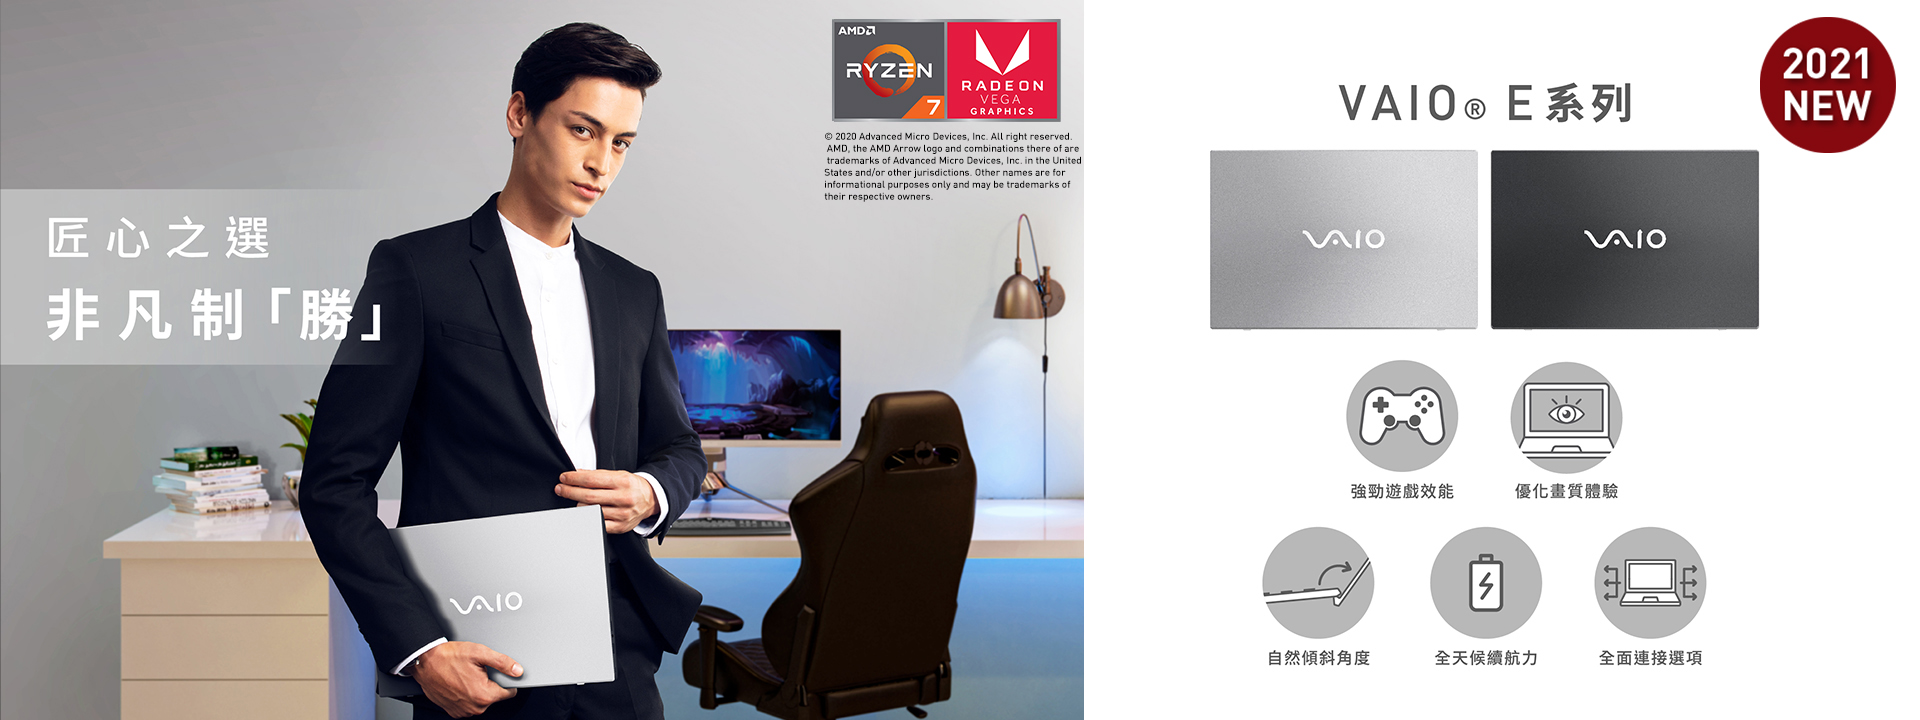 匠心之選
非凡制「勝」
AMD
RYZEN
7
RADEON
VEGA
GRAPHICS
© 2020 Advanced Micro Devices, Inc. All right reserved.
AMD, the AMD Arrow logo and combinations there of are
trademarks of Advanced Micro Devices, Inc. in the United
States and/or other jurisdictions. Other names are for
informational purposes only and may be trademarks of
their respective owners.
VAIO
VAIO® E系列
2021
NEW
VAIO
VAIO
強勁遊戲效能
優化畫質體驗
自然傾斜角度
全天候續航力
全面連接選項